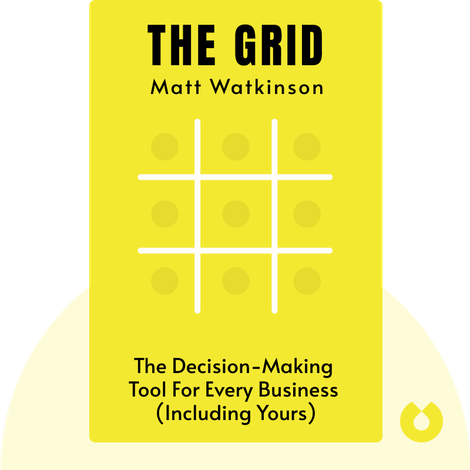 THE GRID
Matt Watkinson
The Decision-Making
Tool For Every Business
(Including Yours)